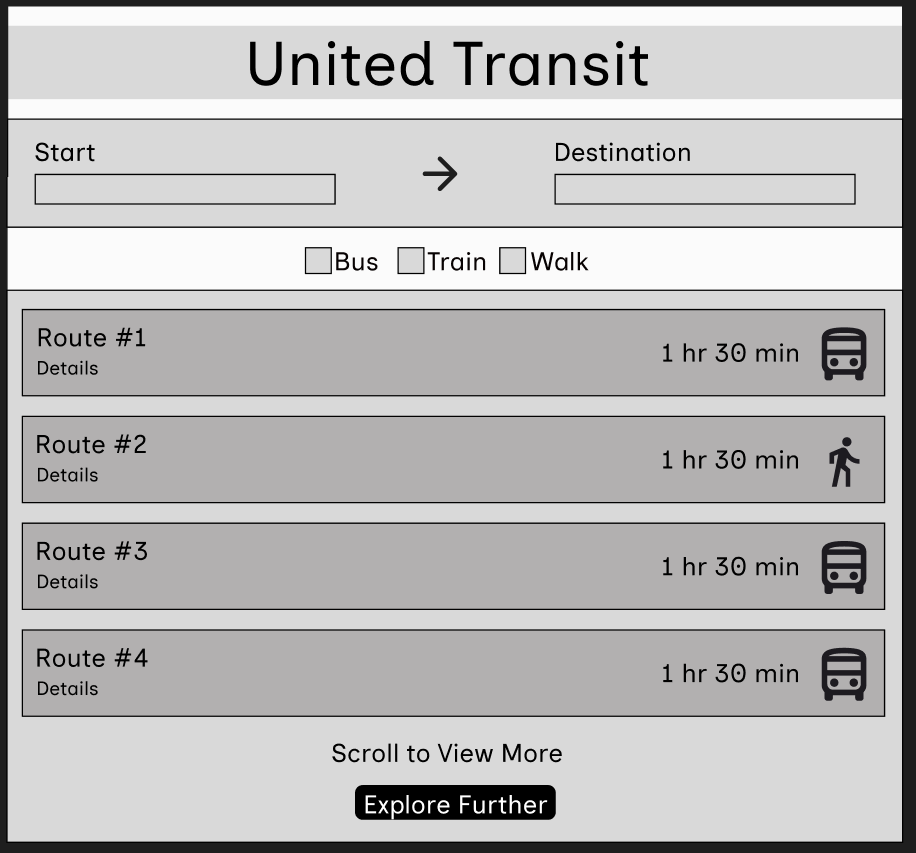 United Transit
Start
Destination
Bus Train Walk
Route #1
Details
1 hr 30 min
Route #2
Details
1 hr 30 min
Route #3
Details
1 hr 30 min
Route #4
Details
1 hr 30 min
Scroll to View More
Explore Further